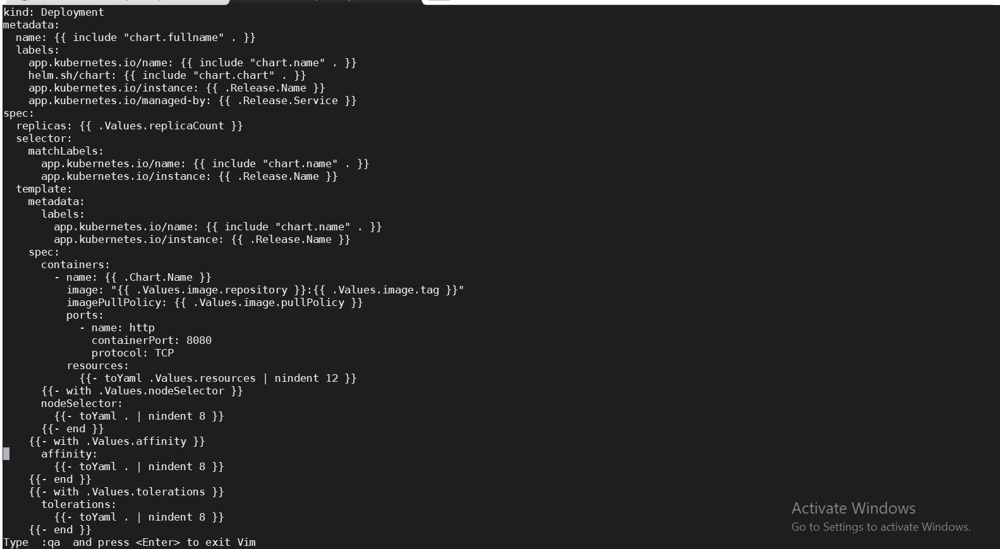 kind: Deployment
metadata:
  name: {{ include "chart.fullname" . }}
  labels:
    app.kubernetes.io/name: {{ include "chart.name" . }}
    helm.sh/chart: {{ include "chart.chart" . }}
    app.kubernetes.io/instance: {{ .Release.Name }}
    app.kubernetes.io/managed-by: {{ .Release.Service }}
spec:
  replicas: {{ .Values.replicaCount }}
  selector:
    matchLabels:
      app.kubernetes.io/name: {{ include "chart.name" . }}
      app.kubernetes.io/instance: {{ .Release.Name }}
  template:
    metadata:
      labels:
        app.kubernetes.io/name: {{ include "chart.name" . }}
        app.kubernetes.io/instance: {{ .Release.Name }}
    spec:
      containers:
        - name: {{ .Chart.Name }}
          image: "{{ .Values.image.repository }}:{{ .Values.image.tag }}"
          imagePullPolicy: {{ .Values.image.pullPolicy }}
          ports:
            - name: http
              containerPort: 8080
              protocol: TCP
          resources:
            {{- toYaml .Values.resources | nindent 12 }}
      {{- with .Values.nodeSelector }}
      nodeSelector:
        {{- toYaml . | nindent 8 }}
      {{- end }}
    {{- with .Values.affinity }}
      affinity:
        {{- toYaml . | nindent 8 }}
    {{- end }}
    {{- with .Values.tolerations }}
      tolerations:
        {{- toYaml . | nindent 8 }}
    {{- end }}
Type  :qa  and press <Enter> to exit Vim
Activate Windows
Go to Settings to activate Windows.